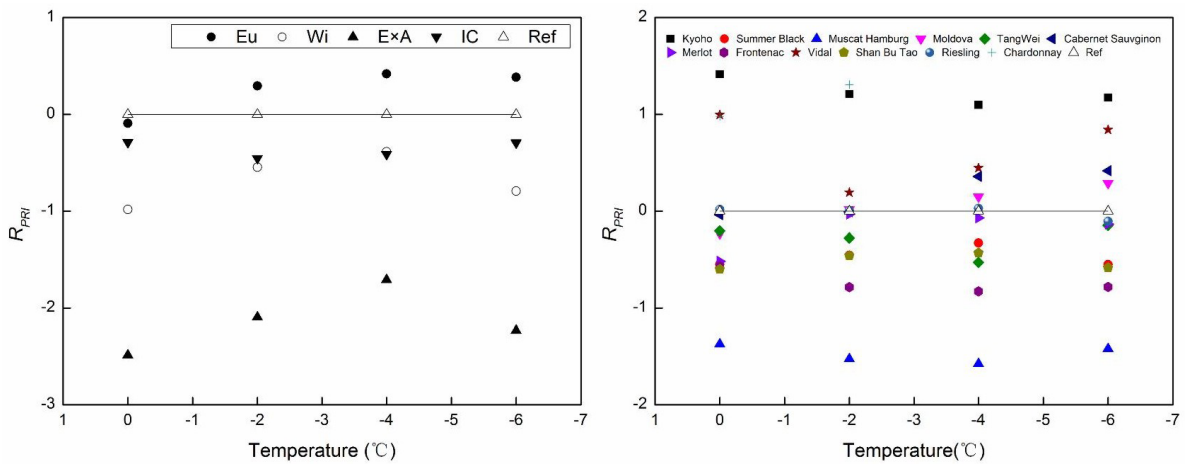 Eu Wi E×A IC Ref
1
0
-1
-2
-3
R_PRI
1 0 -1 -2 -3 -4 -5 -6 -7
Temperature (℃)
Kyoho Summer Black Muscat Hamburg Moldova TangWei Cabernet Sauvginon
Merlot Frontenac Vidal Shan Bu Tao Riesling Chardonnay Ref
2
1
0
-1
-2
R_PRI
1 0 -1 -2 -3 -4 -5 -6 -7
Temperature(℃)